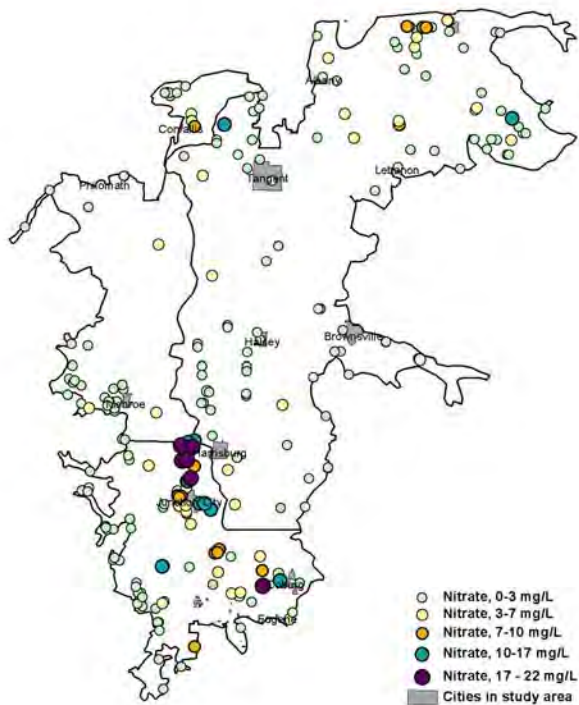 Albany
Corvallis
Lebanon
Tangent
Philomath
Halsey
Brownsville
Monroe
Harrisburg
Junction City
Coburg
Eugene
Nitrate, 0-3 mg/L
Nitrate, 3-7 mg/L
Nitrate, 7-10 mg/L
Nitrate, 10-17 mg/L
Nitrate, 17 - 22 mg/L
Cities in study area